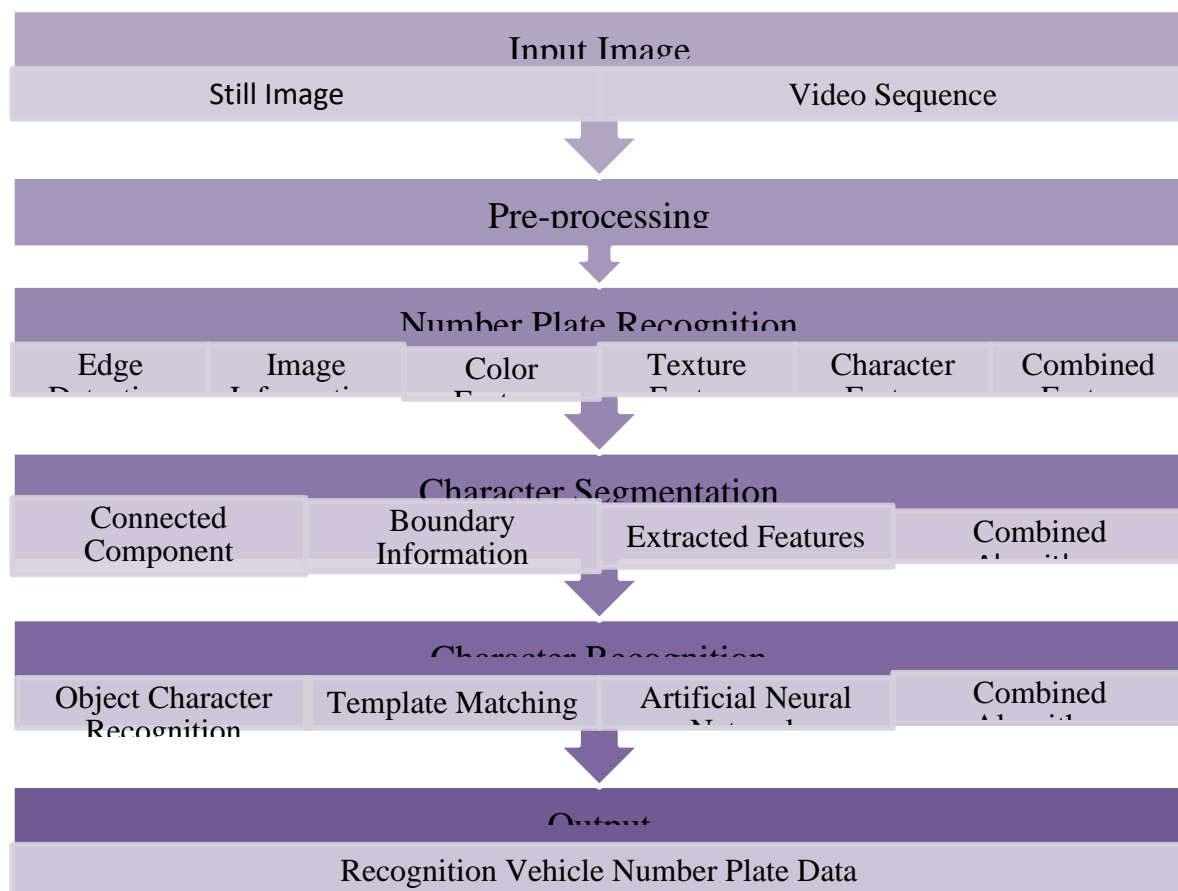 Input Image
Still Image
Video Sequence
Pre-processing
Number Plate Recognition
Edge
Image
Color
Texture
Character
Combined
Character Segmentation
Connected
Component
Boundary
Information
Extracted Features
Combined
Character Recognition
Object Character
Recognition
Template Matching
Artificial Neural
Combined
Output
Recognition Vehicle Number Plate Data